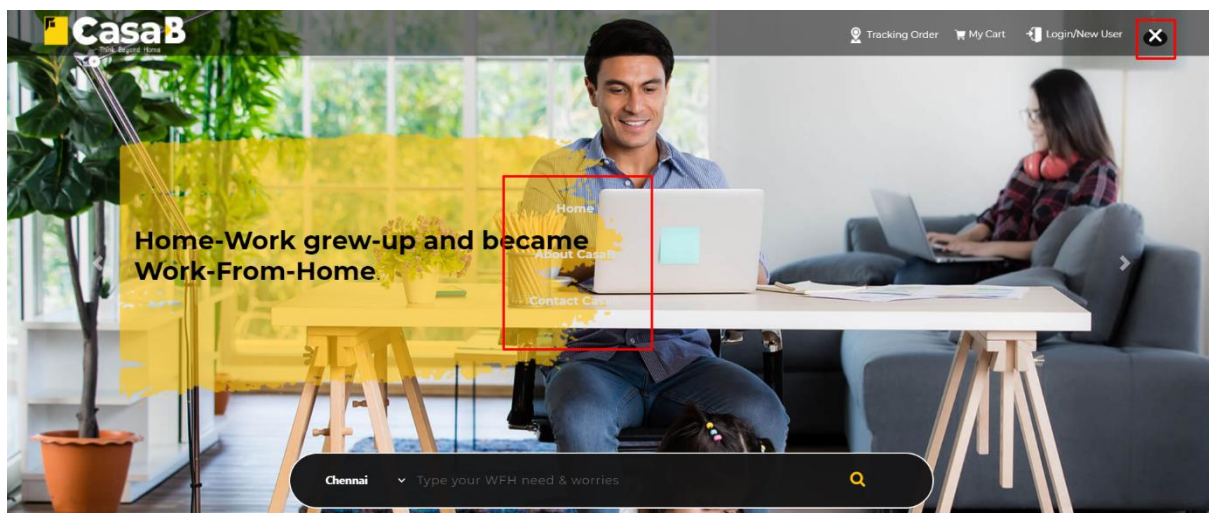 CasaB
Think Beyond Home
Tracking Order
My Cart
Login/New User
Home
Home-Work grew-up and became
Work-From-Home.
About CasaB
Contact CasaB
Chennai
Type your WFH need & worries